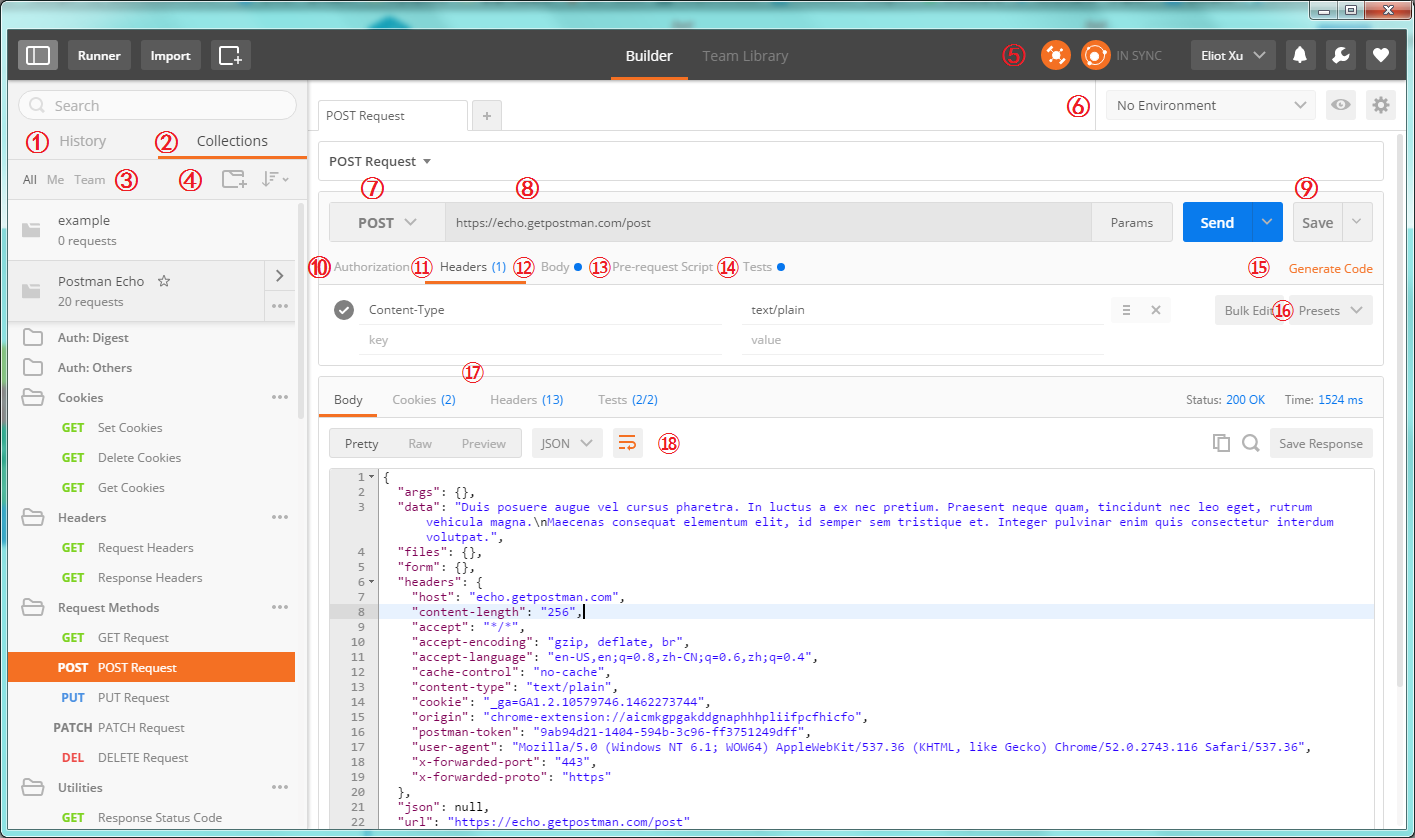 Runner Import Builder Team Library ⑤ IN SYNC Eliot Xu
Search
① History ② Collections
All Me Team ③ ④
example
0 requests
Postman Echo
20 requests
Auth: Digest
Auth: Others
Cookies
GET Set Cookies
GET Delete Cookies
GET Get Cookies
Headers
GET Request Headers
GET Response Headers
Request Methods
GET GET Request
POST POST Request
PUT PUT Request
PATCH PATCH Request
DEL DELETE Request
Utilities
GET Response Status Code
POST Request + ⑥ No Environment
POST Request
⑦ ⑧ ⑨
POST https://echo.getpostman.com/post Params Send Save
⑩ Authorization ⑪ Headers (1) ⑫ Body ⑬ Pre-request Script ⑭ Tests ⑮ Generate Code
Content-Type text/plain Bulk Edit ⑯ Presets
key value
⑰
Body Cookies (2) Headers (13) Tests (2/2) Status: 200 OK Time: 1524 ms
Pretty Raw Preview JSON ⑱ Save Response
1 {
2 "args": {},
3 "data": "Duis posuere augue vel cursus pharetra. In luctus a ex nec pretium. Praesent neque quam, tincidunt nec leo eget, rutrum
vehicula magna.\nMaecenas consequat elementum elit, id semper sem tristique et. Integer pulvinar enim quis consectetur interdum
volutpat.",
4 "files": {},
5 "form": {},
6 "headers": {
7 "host": "echo.getpostman.com",
8 "content-length": "256",
9 "accept": "*/*",
10 "accept-encoding": "gzip, deflate, br",
11 "accept-language": "en-US,en;q=0.8,zh-CN;q=0.6,zh;q=0.4",
12 "cache-control": "no-cache",
13 "content-type": "text/plain",
14 "cookie": "_ga=GA1.2.10579746.1462273744",
15 "origin": "chrome-extension://aicmkgpgakddgnaphhhpliifpcfhicfo",
16 "postman-token": "9ab94d21-1404-594b-3c96-ff3751249dff",
17 "user-agent": "Mozilla/5.0 (Windows NT 6.1; WOW64) AppleWebKit/537.36 (KHTML, like Gecko) Chrome/52.0.2743.116 Safari/537.36",
18 "x-forwarded-port": "443",
19 "x-forwarded-proto": "https"
20 },
21 "json": null,
22 "url": "https://echo.getpostman.com/post"